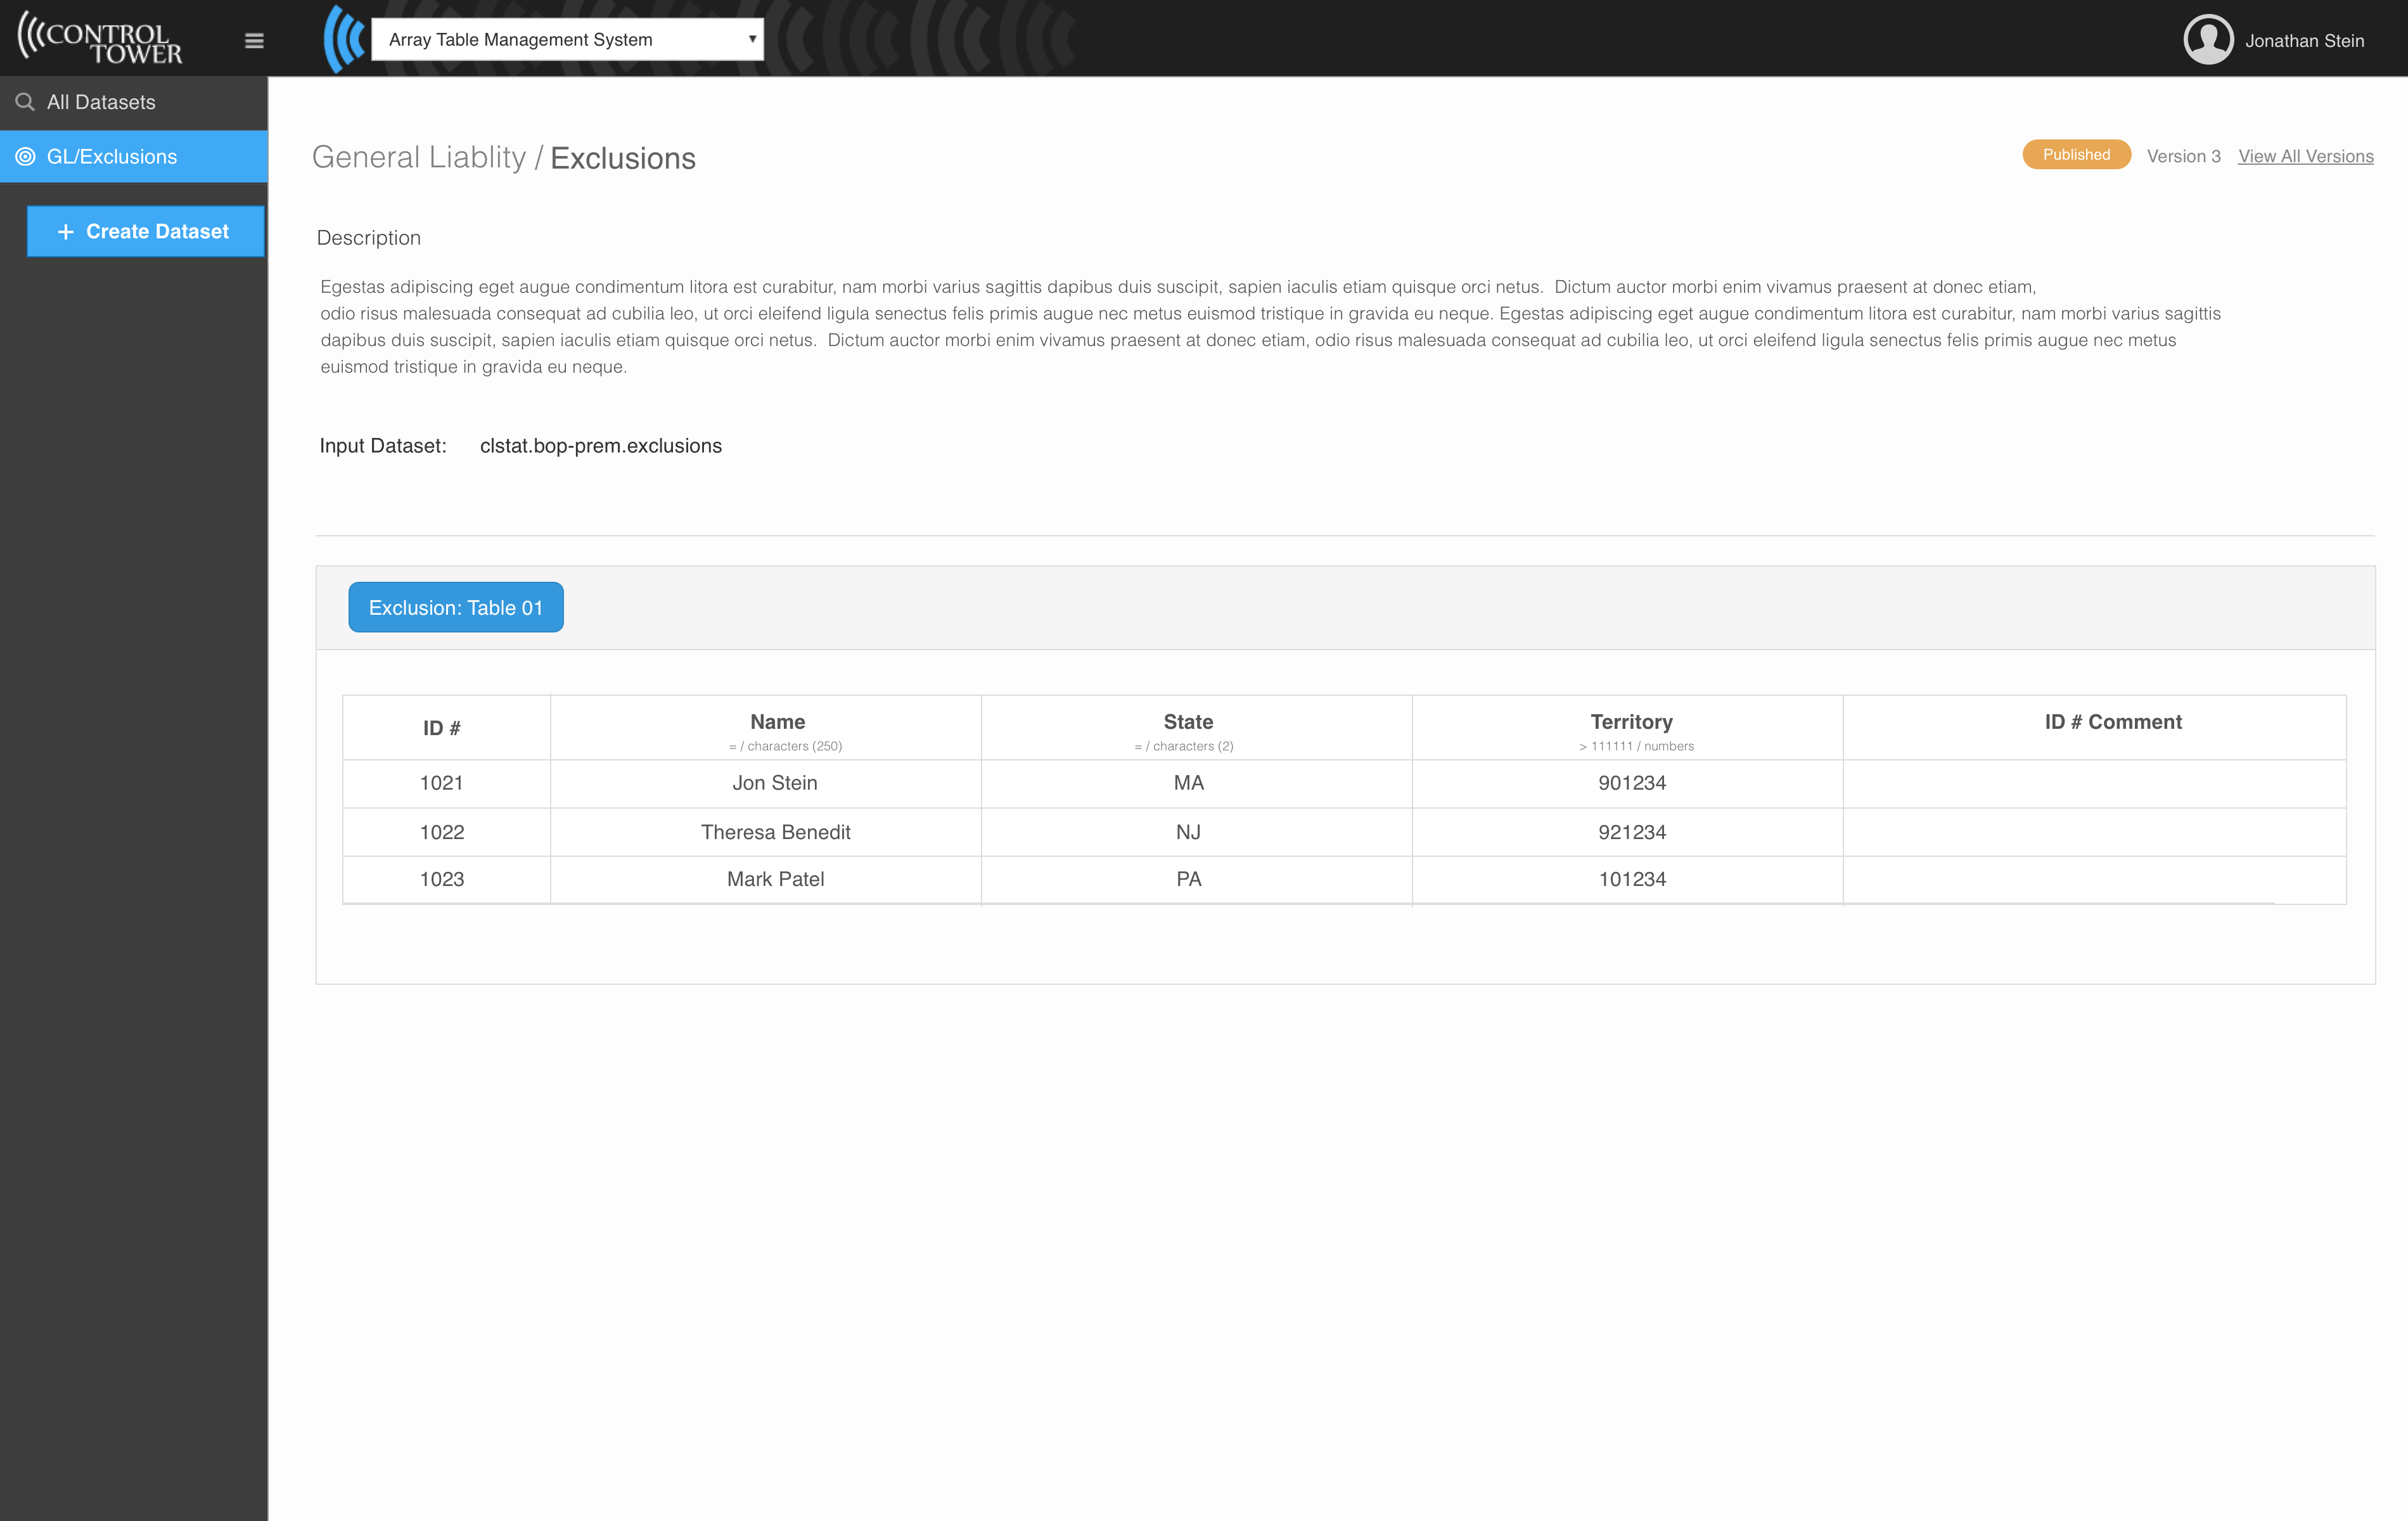 CONTROL
TOWER
Array Table Management System
Jonathan Stein
All Datasets
GL/Exclusions
+ Create Dataset
General Liablity / Exclusions
Published Version 3 View All Versions
Description
Egestas adipiscing eget augue condimentum litora est curabitur, nam morbi varius sagittis dapibus duis suscipit, sapien iaculis etiam quisque orci netus.  Dictum auctor morbi enim vivamus praesent at donec etiam,
odio risus malesuada consequat ad cubilia leo, ut orci eleifend ligula senectus felis primis augue nec metus euismod tristique in gravida eu neque. Egestas adipiscing eget augue condimentum litora est curabitur, nam morbi varius sagittis
dapibus duis suscipit, sapien iaculis etiam quisque orci netus.  Dictum auctor morbi enim vivamus praesent at donec etiam, odio risus malesuada consequat ad cubilia leo, ut orci eleifend ligula senectus felis primis augue nec metus
euismod tristique in gravida eu neque.
Input Dataset: clstat.bop-prem.exclusions
Exclusion: Table 01
ID # Name State Territory ID # Comment
= / characters (250) = / characters (2) > 111111 / numbers
1021 Jon Stein MA 901234
1022 Theresa Benedit NJ 921234
1023 Mark Patel PA 101234